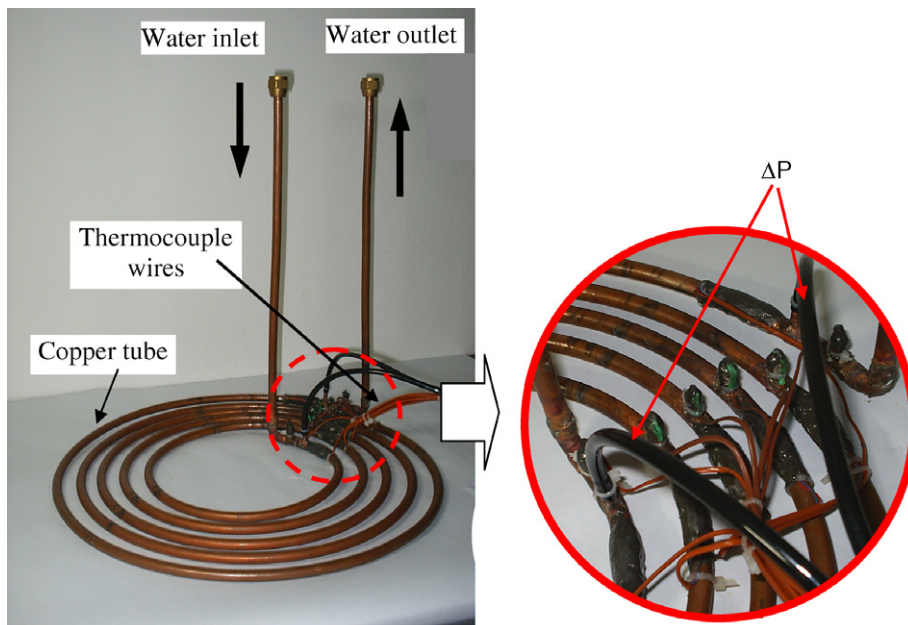 Water inlet
Water outlet
ΔP
Thermocouple
wires
Copper tube